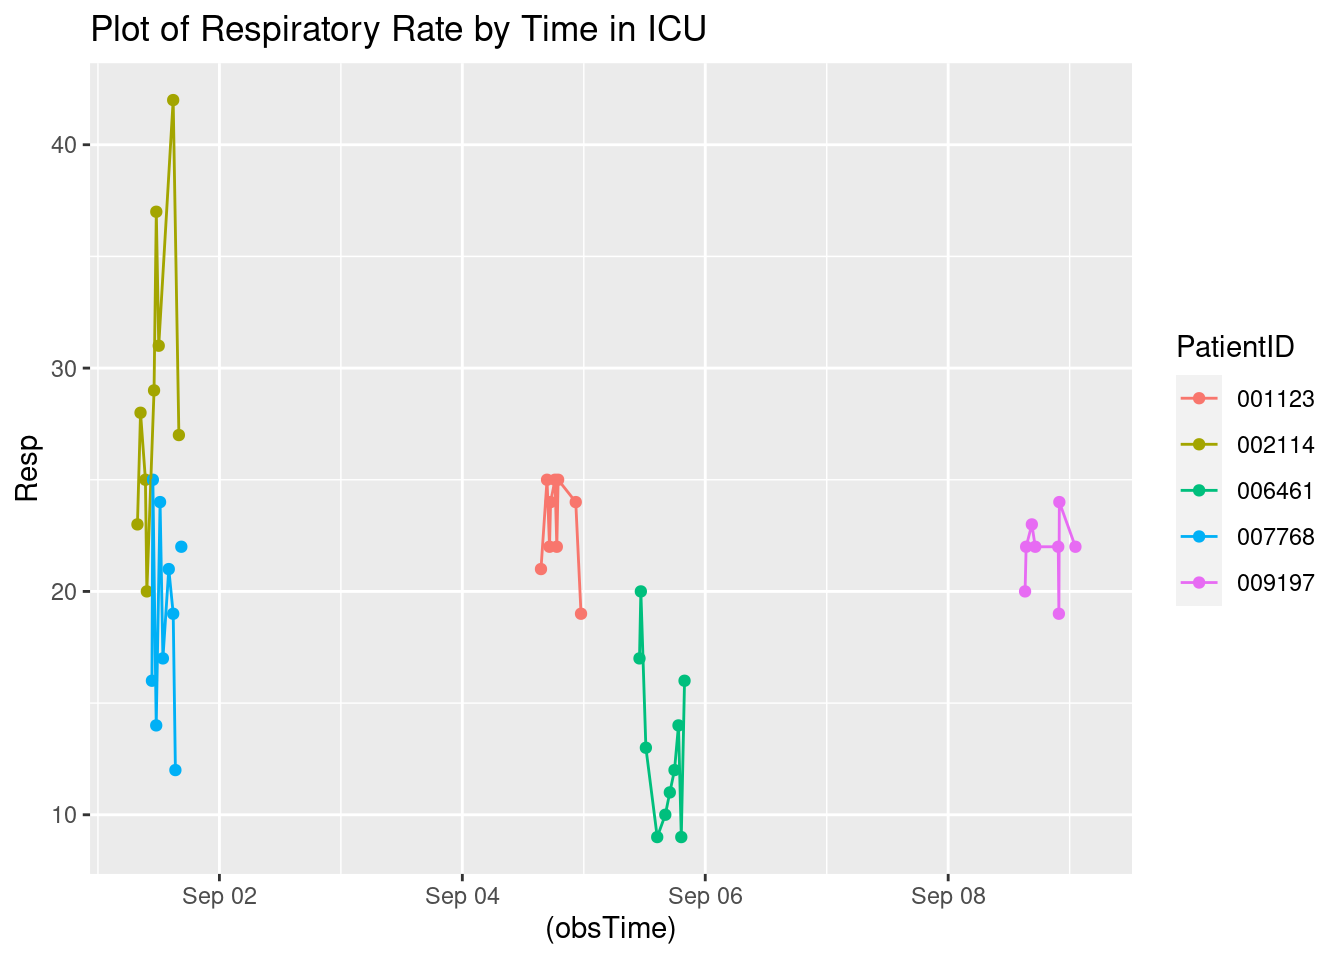 Plot of Respiratory Rate by Time in ICU
40
30
20
10
Resp
Sep 02
Sep 04
Sep 06
Sep 08
(obsTime)
PatientID
001123
002114
006461
007768
009197